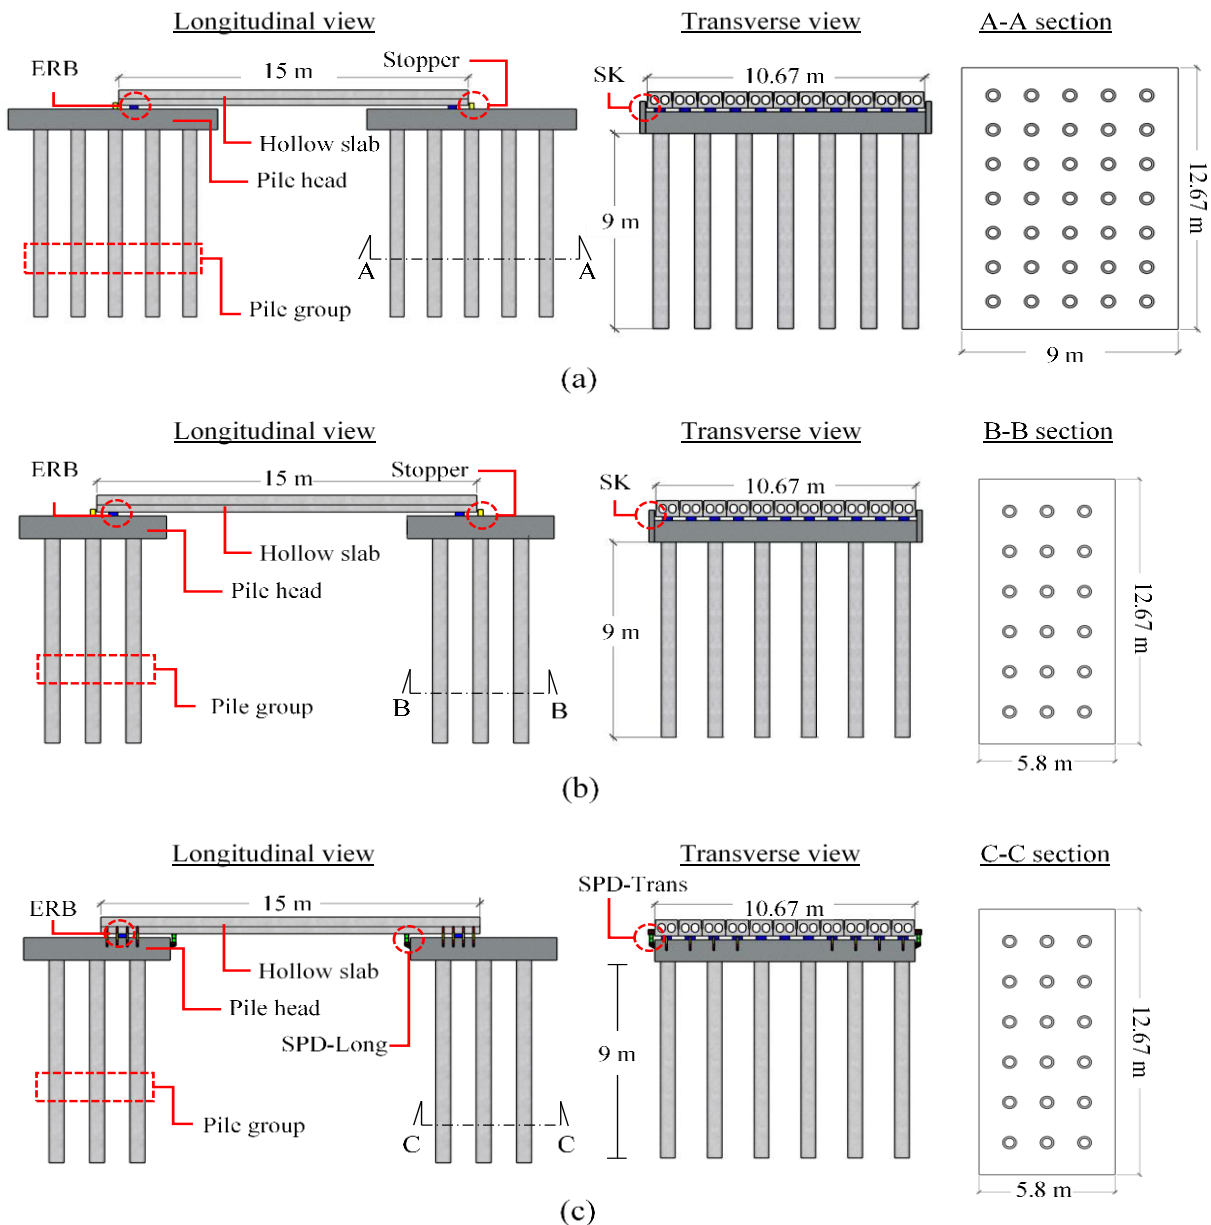 Longitudinal view
Transverse view
A-A section
ERB
15 m
Stopper
SK
10.67 m
Hollow slab
Pile head
12.67 m
9 m
A
A
Pile group
9 m
(a)
Longitudinal view
Transverse view
B-B section
ERB
15 m
Stopper
SK
10.67 m
Hollow slab
Pile head
12.67 m
9 m
Pile group
B
B
5.8 m
(b)
Longitudinal view
Transverse view
C-C section
ERB
15 m
SPD-Trans
10.67 m
Hollow slab
Pile head
12.67 m
SPD-Long
9 m
Pile group
C
C
5.8 m
(c)